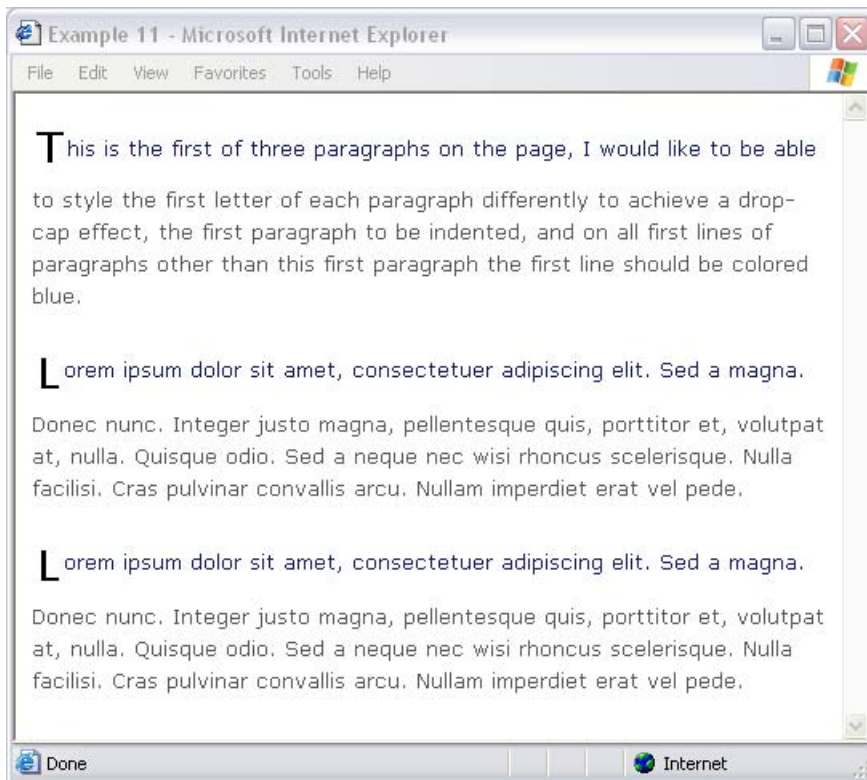 Example 11 - Microsoft Internet Explorer
File Edit View Favorites Tools Help
This is the first of three paragraphs on the page, I would like to be able
to style the first letter of each paragraph differently to achieve a drop-
cap effect, the first paragraph to be indented, and on all first lines of
paragraphs other than this first paragraph the first line should be colored
blue.
Lorem ipsum dolor sit amet, consectetuer adipiscing elit. Sed a magna.
Donec nunc. Integer justo magna, pellentesque quis, porttitor et, volutpat
at, nulla. Quisque odio. Sed a neque nec wisi rhoncus scelerisque. Nulla
facilisi. Cras pulvinar convallis arcu. Nullam imperdiet erat vel pede.
Lorem ipsum dolor sit amet, consectetuer adipiscing elit. Sed a magna.
Donec nunc. Integer justo magna, pellentesque quis, porttitor et, volutpat
at, nulla. Quisque odio. Sed a neque nec wisi rhoncus scelerisque. Nulla
facilisi. Cras pulvinar convallis arcu. Nullam imperdiet erat vel pede.
Done Internet